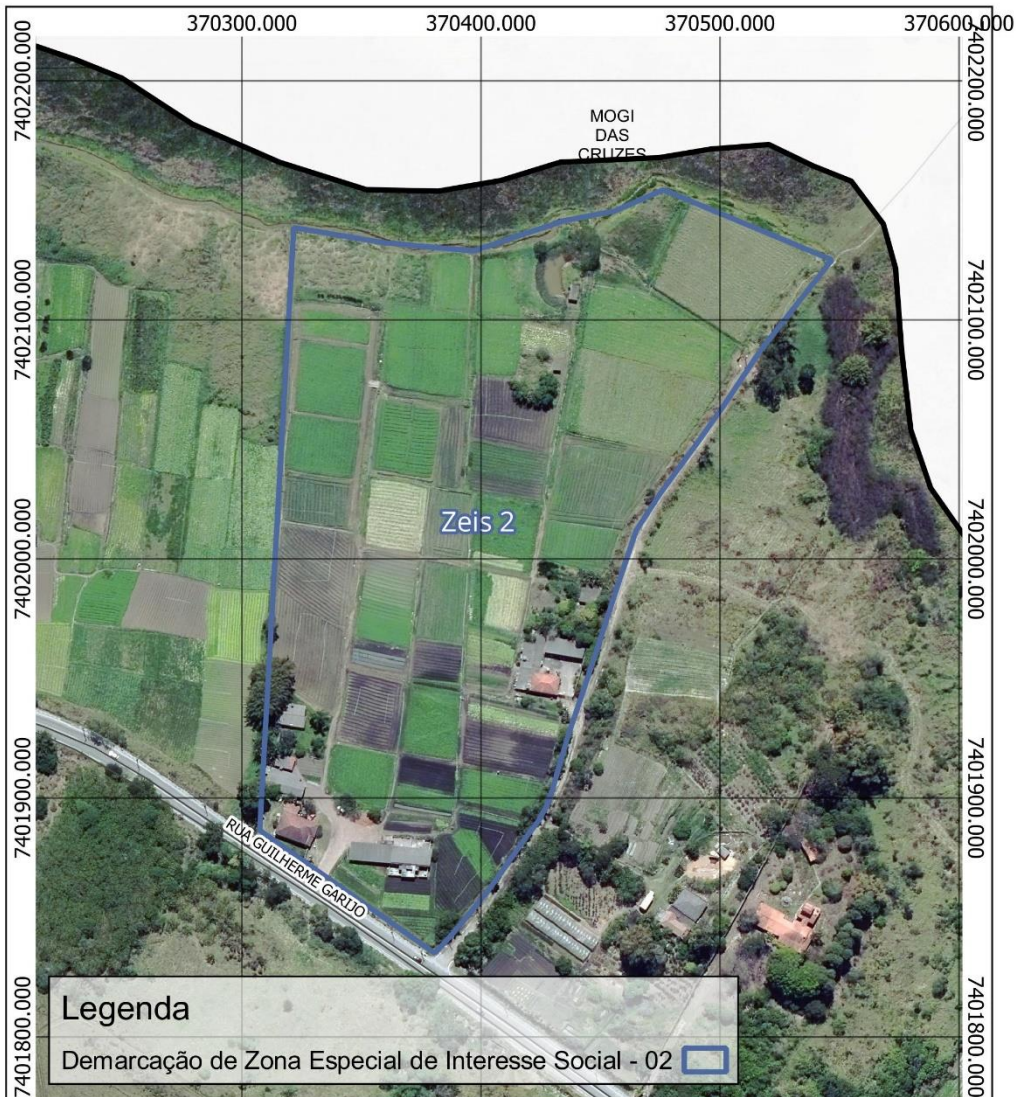 370300.000 370400.000 370500.000 370600.000
7402200.000 7402200.000
MOGI
DAS
CRUZES
7402100.000 7402100.000
Zeis 2
7402000.000 7402000.000
7401900.000 7401900.000
RUA GUILHERME GARIJO
7401800.000 7401800.000
Legenda
Demarcação de Zona Especial de Interesse Social - 02